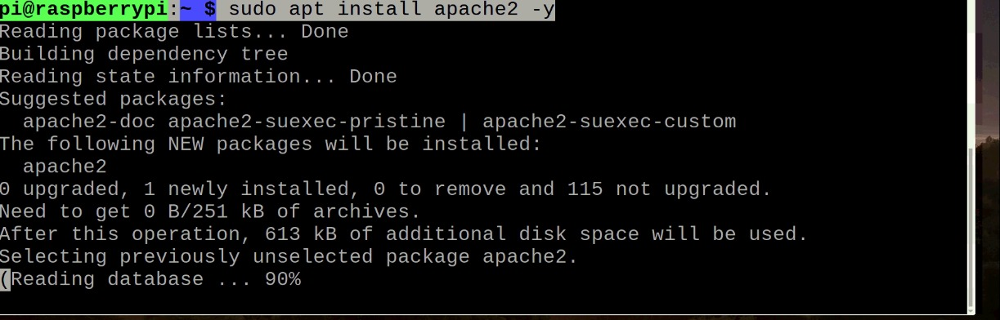 pi@raspberrypi:~ $ sudo apt install apache2 -y
Reading package lists... Done
Building dependency tree
Reading state information... Done
Suggested packages:
  apache2-doc apache2-suexec-pristine | apache2-suexec-custom
The following NEW packages will be installed:
  apache2
0 upgraded, 1 newly installed, 0 to remove and 115 not upgraded.
Need to get 0 B/251 kB of archives.
After this operation, 613 kB of additional disk space will be used.
Selecting previously unselected package apache2.
(Reading database ... 90%